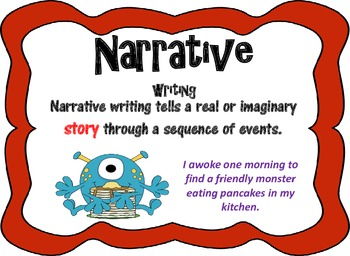 Narrative
Writing
Narrative writing tells a real or imaginary
story through a sequence of events.
I awoke one morning to
find a friendly monster
eating pancakes in my
kitchen.